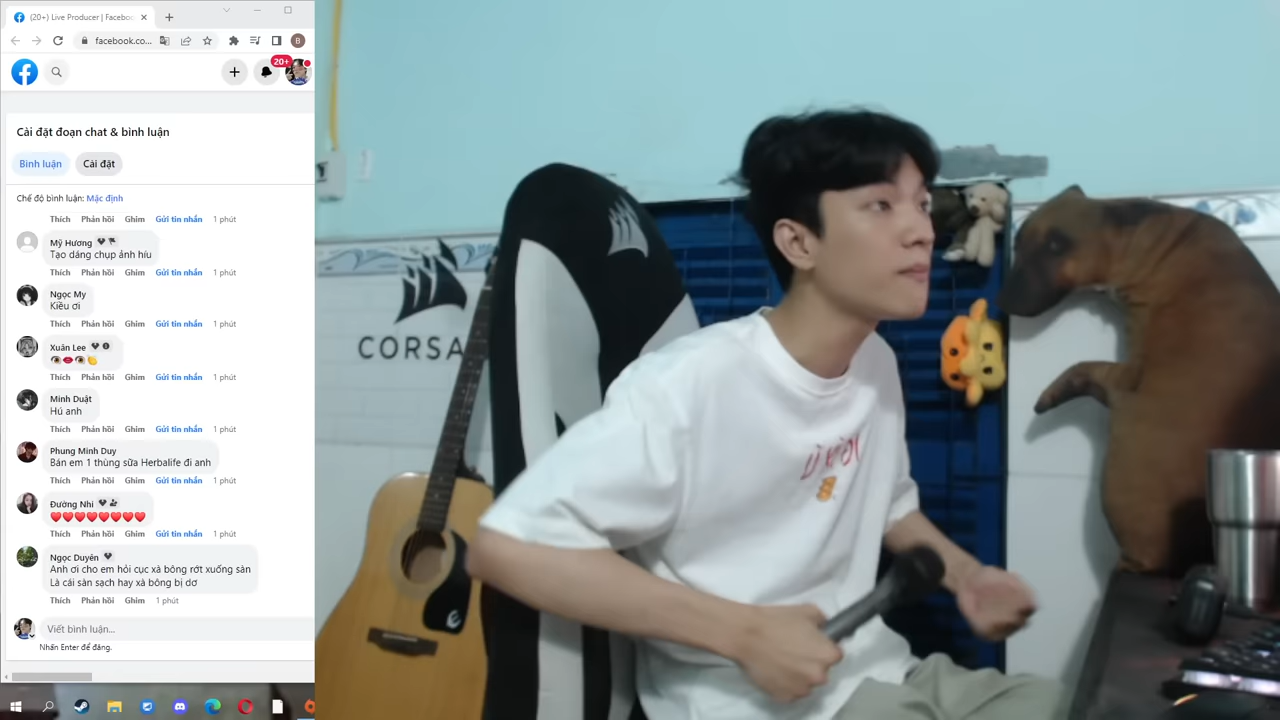 (20+) Live Producer | Facebo
facebook.co...
B
20+
Cài đặt đoạn chat & bình luận
Bình luận
Cài đặt
Chế độ bình luận: Mặc định
Thích Phản hồi Ghim Gửi tin nhắn 1 phút
Mỹ Hương
Tạo dáng chụp ảnh híu
Thích Phản hồi Ghim Gửi tin nhắn 1 phút
Ngọc My
Kiều ơi
Thích Phản hồi Ghim Gửi tin nhắn 1 phút
Xuân Lee
Thích Phản hồi Ghim Gửi tin nhắn 1 phút
Minh Duật
Hú anh
Thích Phản hồi Ghim Gửi tin nhắn 1 phút
Phung Minh Duy
Bán em 1 thùng sữa Herbalife đi anh
Thích Phản hồi Ghim Gửi tin nhắn 1 phút
Đường Nhi
Thích Phản hồi Ghim Gửi tin nhắn 1 phút
Ngọc Duyên
Anh ơi cho em hỏi cục xà bông rớt xuống sàn
Là cái sàn sạch hay xà bông bị dơ
Thích Phản hồi Ghim 1 phút
Viết bình luận...
Nhấn Enter để đăng.
CORSA